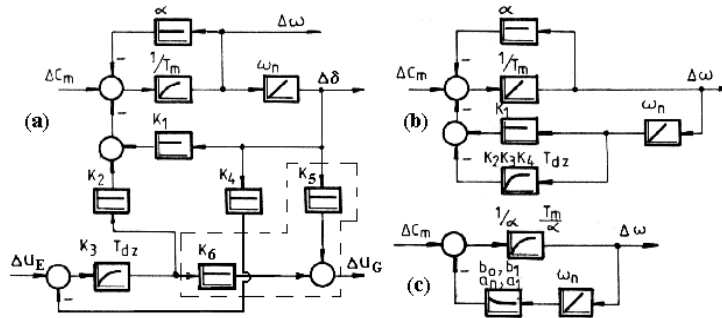 α
Δω
ΔCm
1/Tm
ωn
Δδ
(a)
K1
K2
K4
K5
ΔUE
K3
Tdz
K6
ΔUG
α
ΔCm
1/Tm
Δω
(b)
K1
ωn
K2K3K4
Tdz
ΔCm
1/α
Tm/α
Δω
(c)
b0, b1
a0, a1
ωn